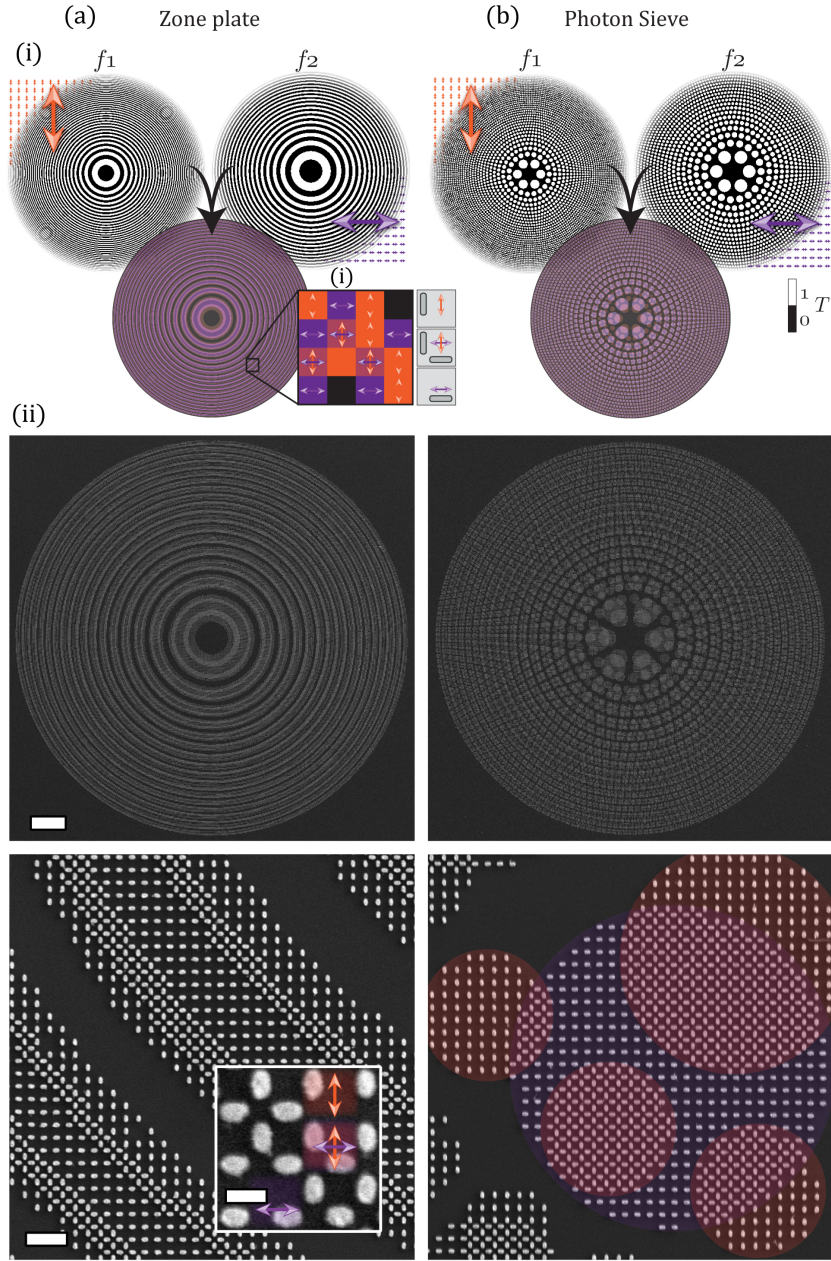 (a) Zone plate
(b) Photon Sieve
(i)
f1 f2
f1 f2
(i)
1
0
T
(ii)